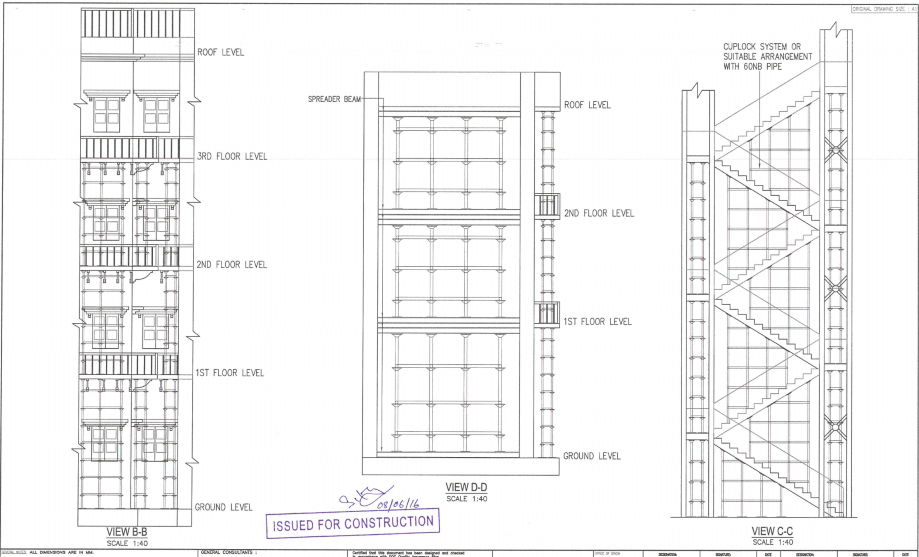 ORIGINAL DRAWING SIZE - A1
ROOF LEVEL
3RD FLOOR LEVEL
2ND FLOOR LEVEL
1ST FLOOR LEVEL
GROUND LEVEL
VIEW B-B
SCALE 1:40
SPREADER BEAM
ROOF LEVEL
2ND FLOOR LEVEL
1ST FLOOR LEVEL
GROUND LEVEL
VIEW D-D
SCALE 1:40
08/06/16
ISSUED FOR CONSTRUCTION
CUPLOCK SYSTEM OR
SUITABLE ARRANGEMENT
WITH 60NB PIPE
VIEW C-C
SCALE 1:40
GENERAL NOTES ALL DIMENSIONS ARE IN MM.
GENERAL CONSULTANTS :
Certified that this document has been designed and checked
DESIGNATION
SIGNATURE
DATE
DESIGNATION
SIGNATURE
DATE